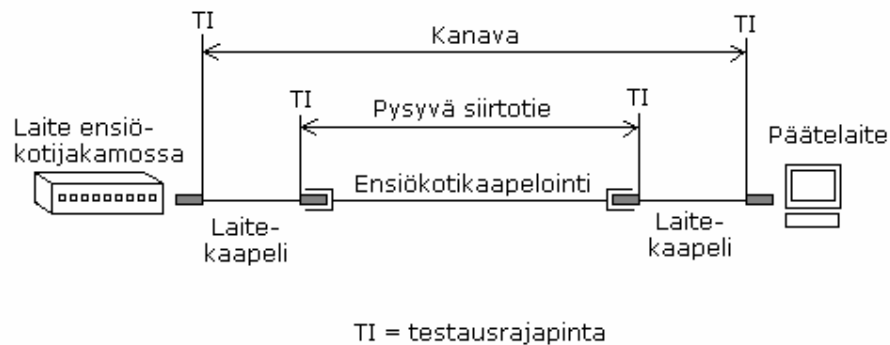 TI
TI
Kanava
TI
TI
Pysyvä siirtotie
Laite ensiö-
kotijakamossa
Päätelaite
Ensiökotikaapelointi
Laite-
kaapeli
Laite-
kaapeli
TI = testausrajapinta